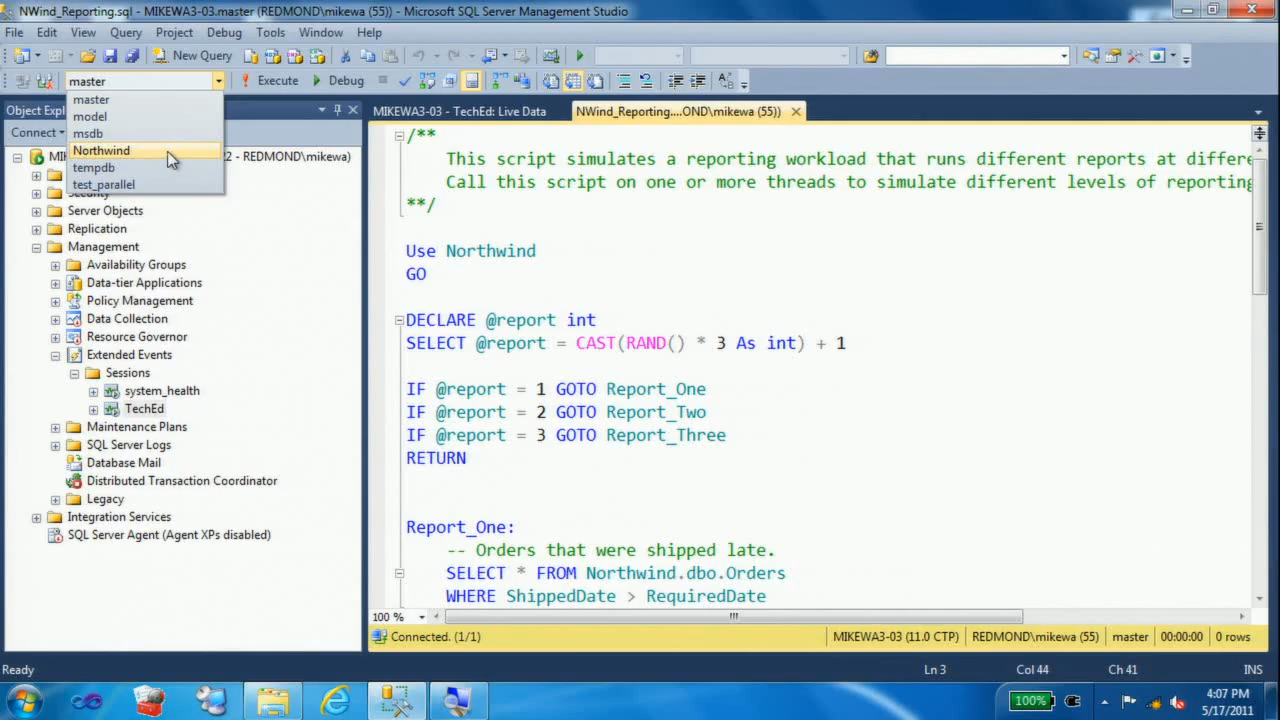 NWind_Reporting.sql - MIKEWA3-03.master (REDMOND\mikewa (55)) - Microsoft SQL Server Management Studio
File Edit View Query Project Debug Tools Window Help
New Query
master Execute Debug
master
model
msdb
Northwind
tempdb
test_parallel
Object Expl
Connect
MI 22 - REDMOND\mikewa)
Security
Server Objects
Replication
Management
Availability Groups
Data-tier Applications
Policy Management
Data Collection
Resource Governor
Extended Events
Sessions
system_health
TechEd
Maintenance Plans
SQL Server Logs
Database Mail
Distributed Transaction Coordinator
Legacy
Integration Services
SQL Server Agent (Agent XPs disabled)
MIKEWA3-03 - TechEd: Live Data NWind_Reporting....OND\mikewa (55))
/**
This script simulates a reporting workload that runs different reports at differe
Call this script on one or more threads to simulate different levels of reporting
**/
Use Northwind
GO
DECLARE @report int
SELECT @report = CAST(RAND() * 3 As int) + 1
IF @report = 1 GOTO Report_One
IF @report = 2 GOTO Report_Two
IF @report = 3 GOTO Report_Three
RETURN
Report_One:
-- Orders that were shipped late.
SELECT * FROM Northwind.dbo.Orders
WHERE ShippedDate > RequiredDate
100 %
Connected. (1/1) MIKEWA3-03 (11.0 CTP) REDMOND\mikewa (55) master 00:00:00 0 rows
Ready Ln 3 Col 44 Ch 41 INS
100% 4:07 PM
5/17/2011